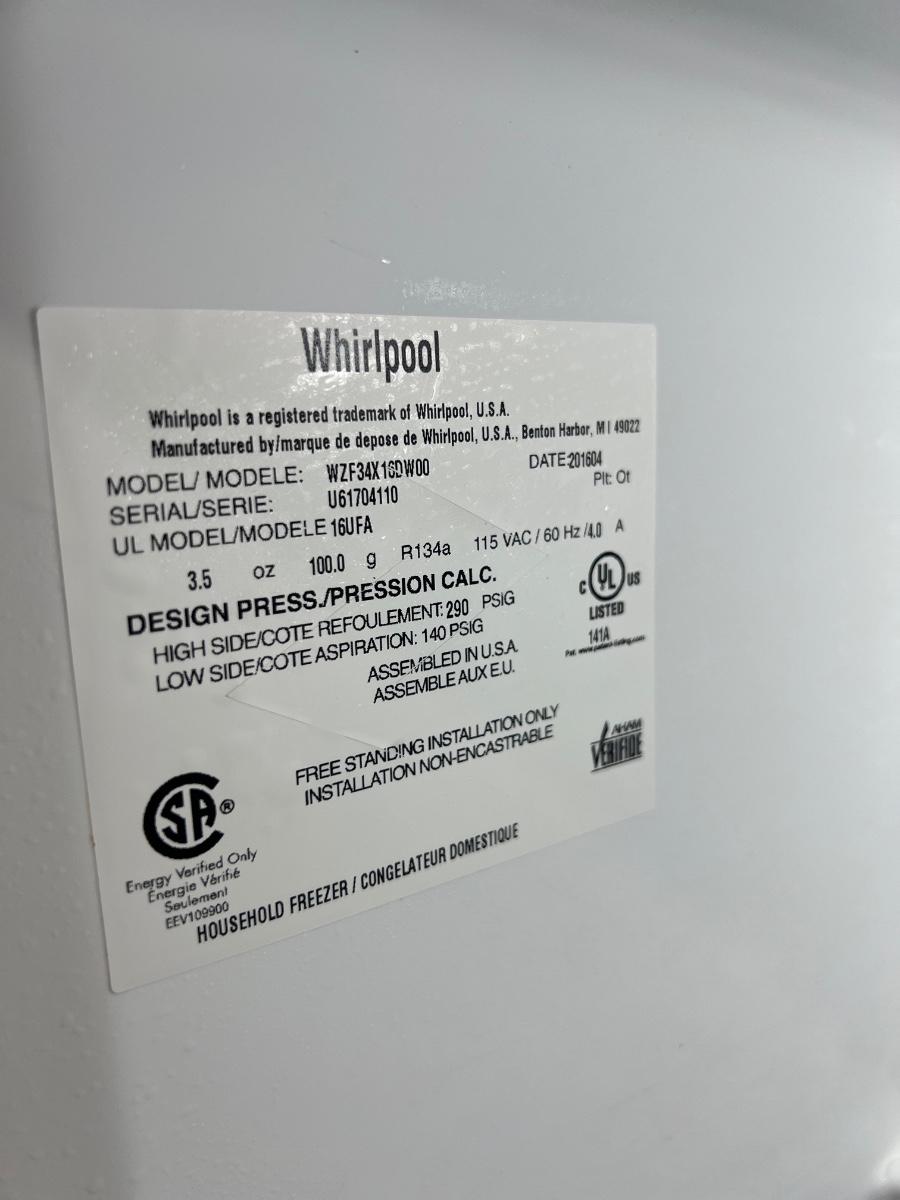 Whirlpool
Whirlpool is a registered trademark of Whirlpool, U.S.A.
Manufactured by/marque de depose de Whirlpool, U.S.A., Benton Harbor, MI 49022
MODEL/ MODELE: WZF34X16DW00 DATE:201604
SERIAL/SERIE: U61704110 Plt: Ot
UL MODEL/MODELE 16UFA
3.5 oz 100.0 g R134a 115 VAC / 60 Hz /4.0 A
DESIGN PRESS./PRESSION CALC.
HIGH SIDE/COTE REFOULEMENT: 290 PSIG
LOW SIDE/COTE ASPIRATION: 140 PSIG
C UL US
LISTED
141A
ASSEMBLED IN U.S.A.
ASSEMBLE AUX E.U.
FREE STANDING INSTALLATION ONLY
INSTALLATION NON-ENCASTRABLE
AHAM
VERIFIDE
SA®
Energy Verified Only
Énergie Vérifié
Seulement
EEV109900
HOUSEHOLD FREEZER / CONGELATEUR DOMESTIQUE